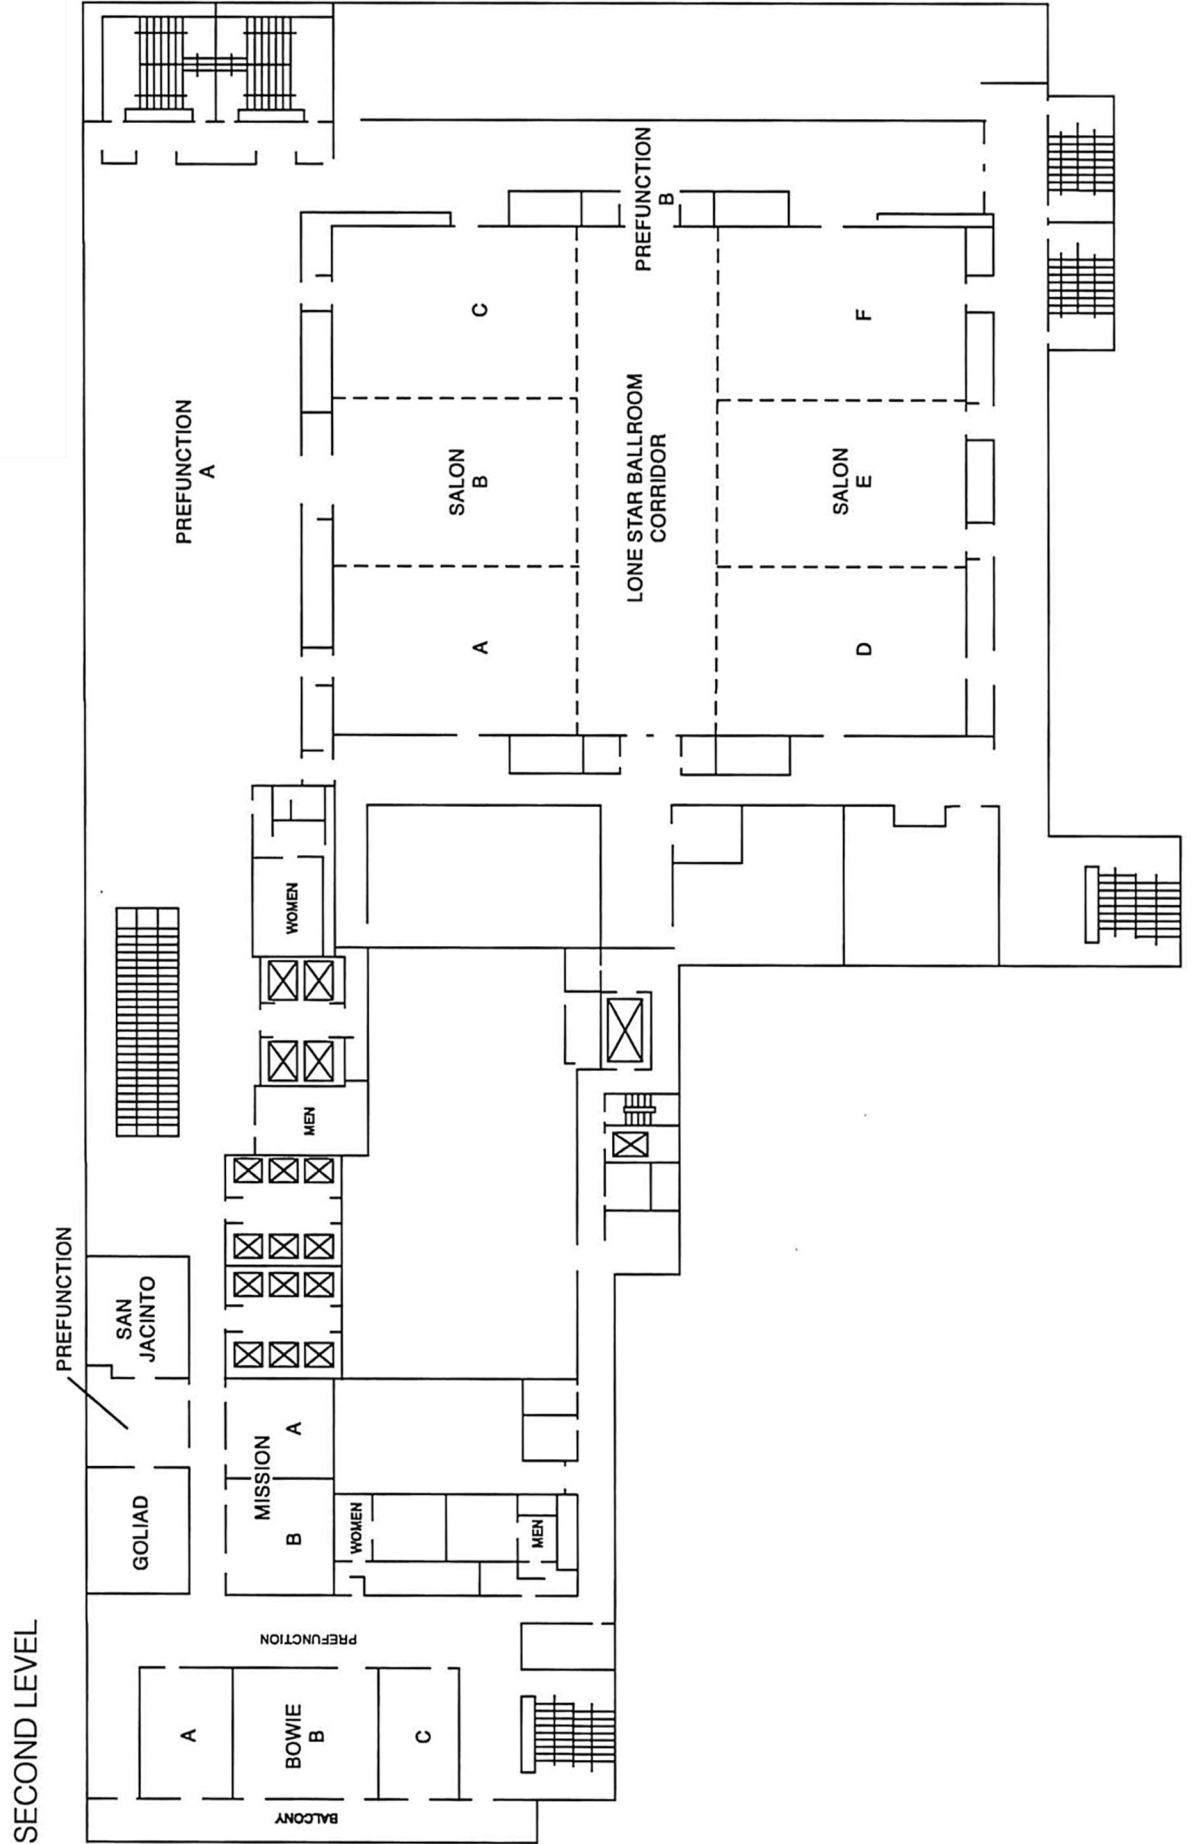 SECOND LEVEL
BALCONY
A
BOWIE
B
C
PREFUNCTION
GOLIAD
PREFUNCTION
SAN
JACINTO
MISSION
B
A
WOMEN
MEN
MEN
WOMEN
PREFUNCTION
A
A
SALON
B
C
LONE STAR BALLROOM
CORRIDOR
PREFUNCTION
B
D
SALON
E
F